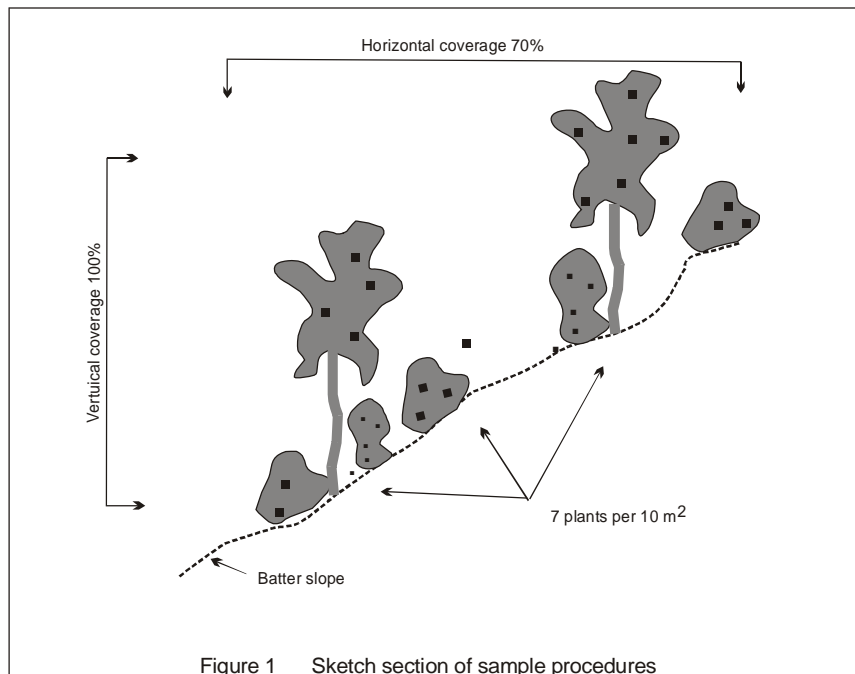 Horizontal coverage 70%
Vertuical coverage 100%
7 plants per 10 m²
Batter slope
Figure 1 Sketch section of sample procedures